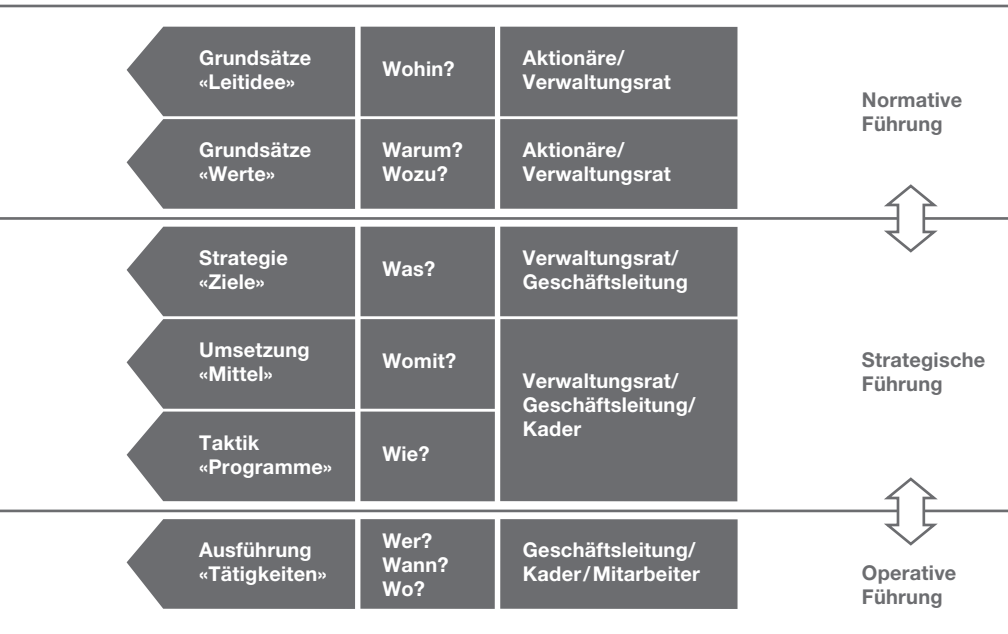 Grundsätze
«Leitidee»
Wohin?
Aktionäre/
Verwaltungsrat
Normative
Führung
Grundsätze
«Werte»
Warum?
Wozu?
Aktionäre/
Verwaltungsrat
Strategie
«Ziele»
Was?
Verwaltungsrat/
Geschäftsleitung
Umsetzung
«Mittel»
Womit?
Verwaltungsrat/
Geschäftsleitung/
Kader
Strategische
Führung
Taktik
«Programme»
Wie?
Ausführung
«Tätigkeiten»
Wer?
Wann?
Wo?
Geschäftsleitung/
Kader/Mitarbeiter
Operative
Führung